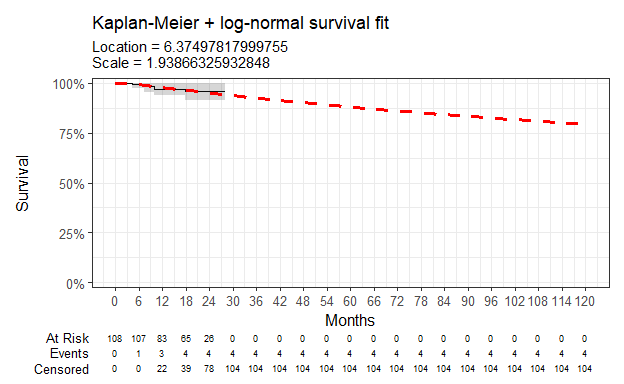 Kaplan-Meier + log-normal survival fit
Location = 6.37497817999755
Scale = 1.93866325932848
100%
75%
50%
25%
0%
Survival
0 6 12 18 24 30 36 42 48 54 60 66 72 78 84 90 96 102 108 114 120
Months
At Risk 108 107 83 65 26 0 0 0 0 0 0 0 0 0 0 0 0 0 0 0 0
Events 0 1 3 4 4 4 4 4 4 4 4 4 4 4 4 4 4 4 4 4 4
Censored 0 0 22 39 78 104 104 104 104 104 104 104 104 104 104 104 104 104 104 104 104